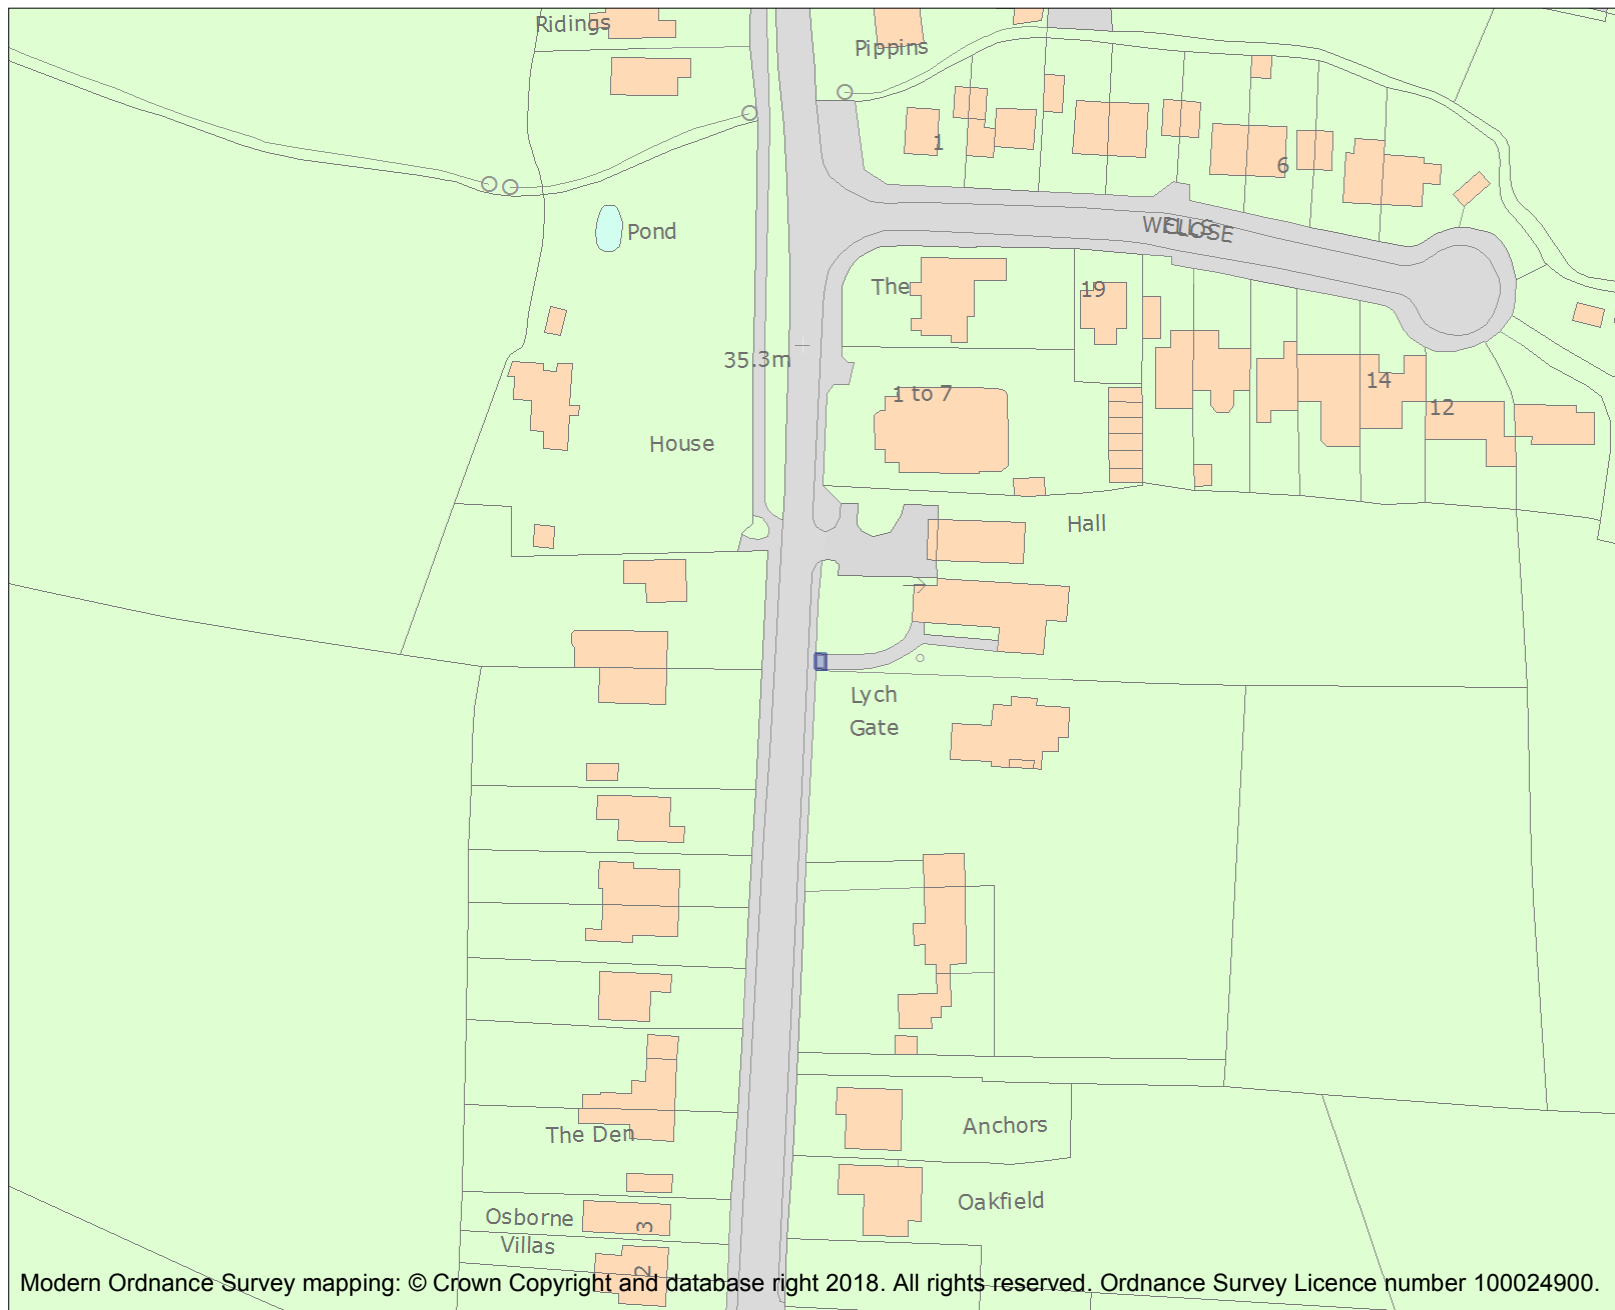 Ridings
Pippins
1
6
WELLS CLOSE
Pond
The
19
35.3m
1 to 7
14
12
House
Hall
Lych
Gate
Anchors
The Den
Oakfield
Osborne
3
Villas
2
Modern Ordnance Survey mapping: © Crown Copyright and database right 2018. All rights reserved. Ordnance Survey Licence number 100024900.